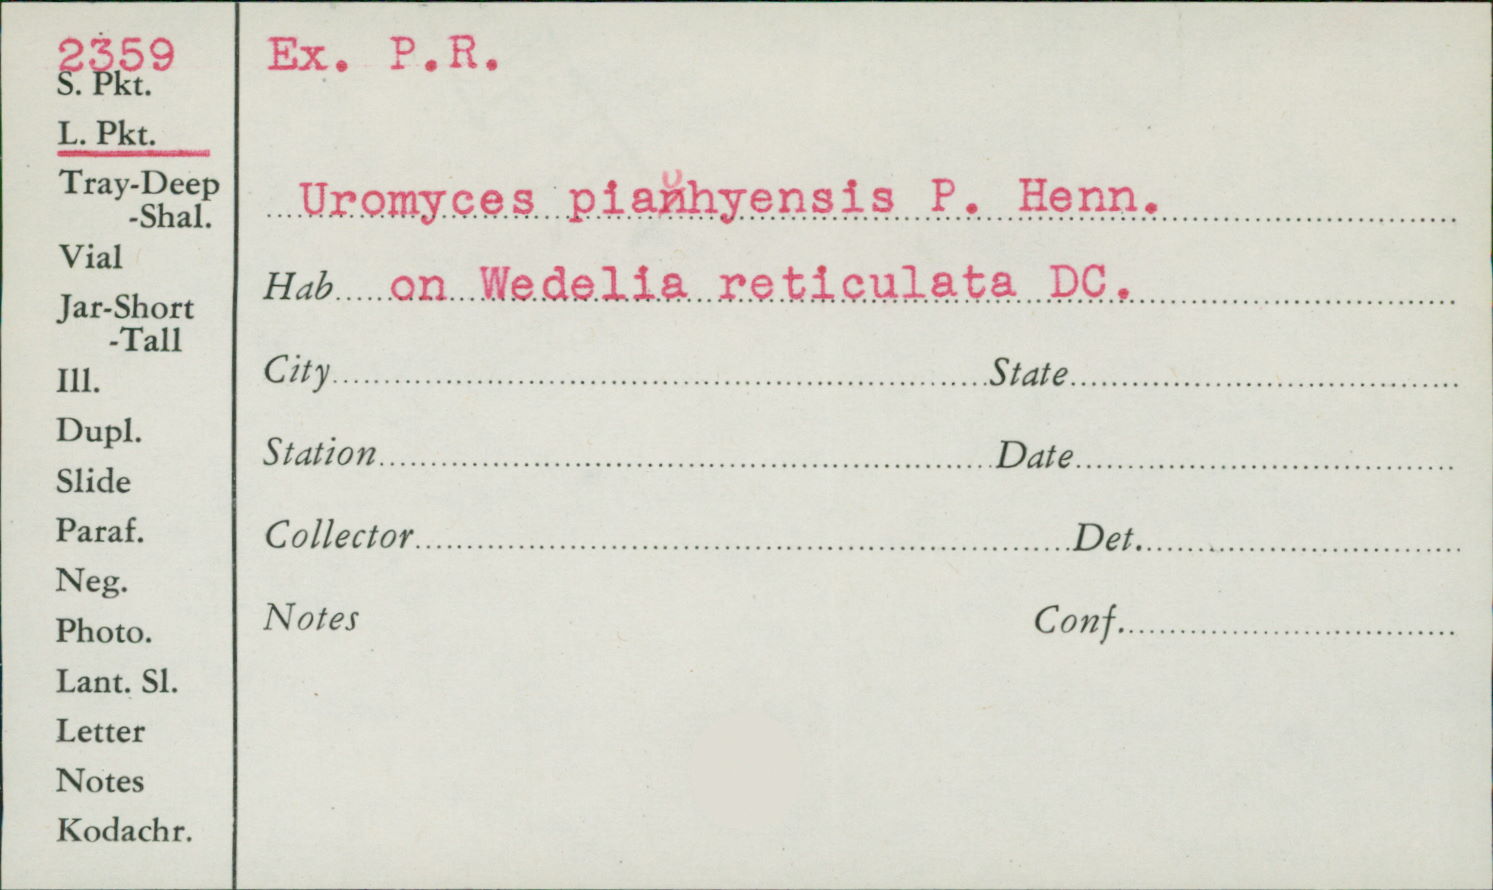 2359
S. Pkt.
L. Pkt.
Tray-Deep
-Shal.
Vial
Jar-Short
-Tall
Ill.
Dupl.
Slide
Paraf.
Neg.
Photo.
Lant. Sl.
Letter
Notes
Kodachr.
Ex. P.R.
Uromyces piauhyensis P. Henn.
Hab on Wedelia reticulata DC.
City State
Station Date
Collector Det.
Notes Conf.